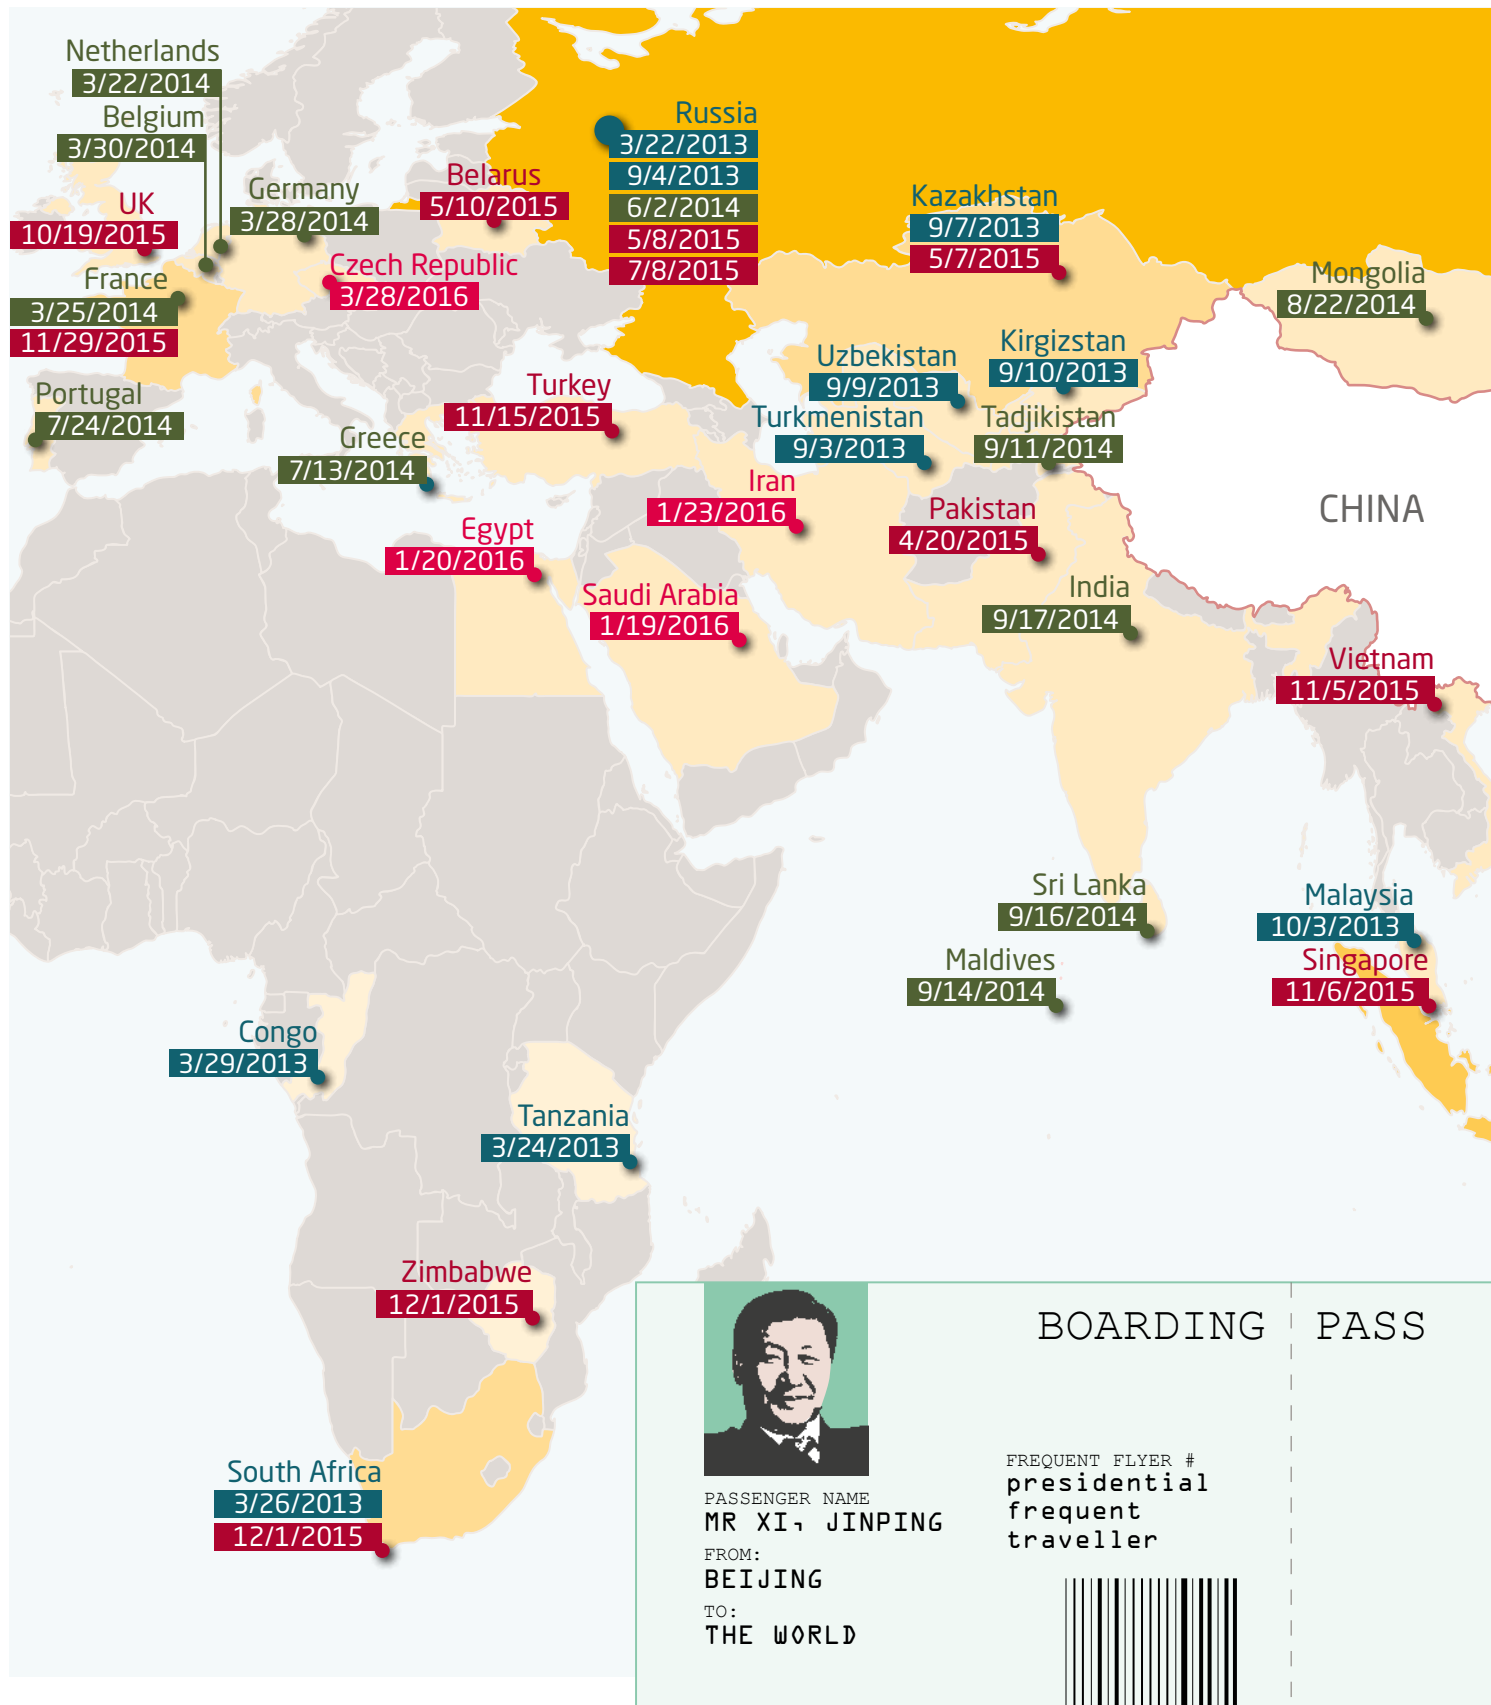 Netherlands
3/22/2014
Belgium
3/30/2014
UK
10/19/2015
Germany
3/28/2014
Belarus
5/10/2015
Russia
3/22/2013
9/4/2013
6/2/2014
5/8/2015
7/8/2015
Kazakhstan
9/7/2013
5/7/2015
Mongolia
8/22/2014
France
3/25/2014
11/29/2015
Czech Republic
3/28/2016
Portugal
7/24/2014
Greece
7/13/2014
Turkey
11/15/2015
Uzbekistan
9/9/2013
Kirgizstan
9/10/2013
Turkmenistan
9/3/2013
Tadjikistan
9/11/2014
Iran
1/23/2016
Pakistan
4/20/2015
CHINA
Egypt
1/20/2016
Saudi Arabia
1/19/2016
India
9/17/2014
Vietnam
11/5/2015
Sri Lanka
9/16/2014
Malaysia
10/3/2013
Maldives
9/14/2014
Singapore
11/6/2015
Congo
3/29/2013
Tanzania
3/24/2013
Zimbabwe
12/1/2015
South Africa
3/26/2013
12/1/2015
BOARDING PASS
PASSENGER NAME
MR XI, JINPING
FROM:
BEIJING
TO:
THE WORLD
FREQUENT FLYER #
presidential
frequent
traveller